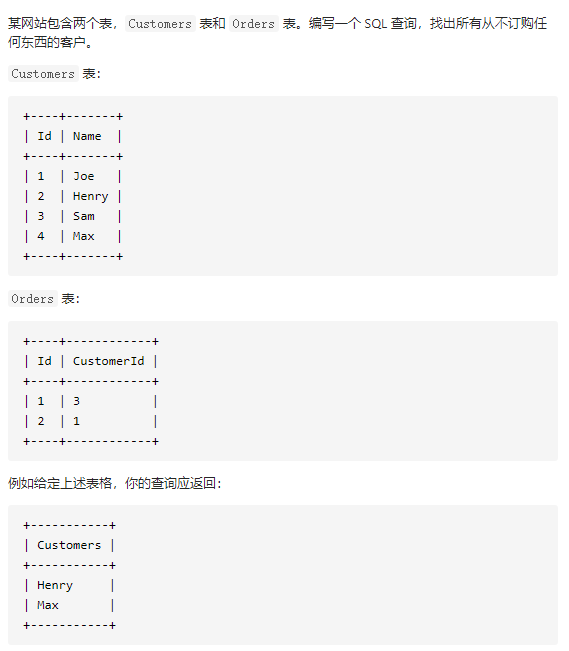 某网站包含两个表，Customers 表和 Orders 表。编写一个 SQL 查询，找出所有从不订购任
何东西的客户。
Customers 表：
+----+-------+
| Id | Name  |
+----+-------+
| 1  | Joe   |
| 2  | Henry |
| 3  | Sam   |
| 4  | Max   |
+----+-------+
Orders 表：
+----+------------+
| Id | CustomerId |
+----+------------+
| 1  | 3          |
| 2  | 1          |
+----+------------+
例如给定上述表格，你的查询应返回：
+-----------+
| Customers |
+-----------+
| Henry     |
| Max       |
+-----------+